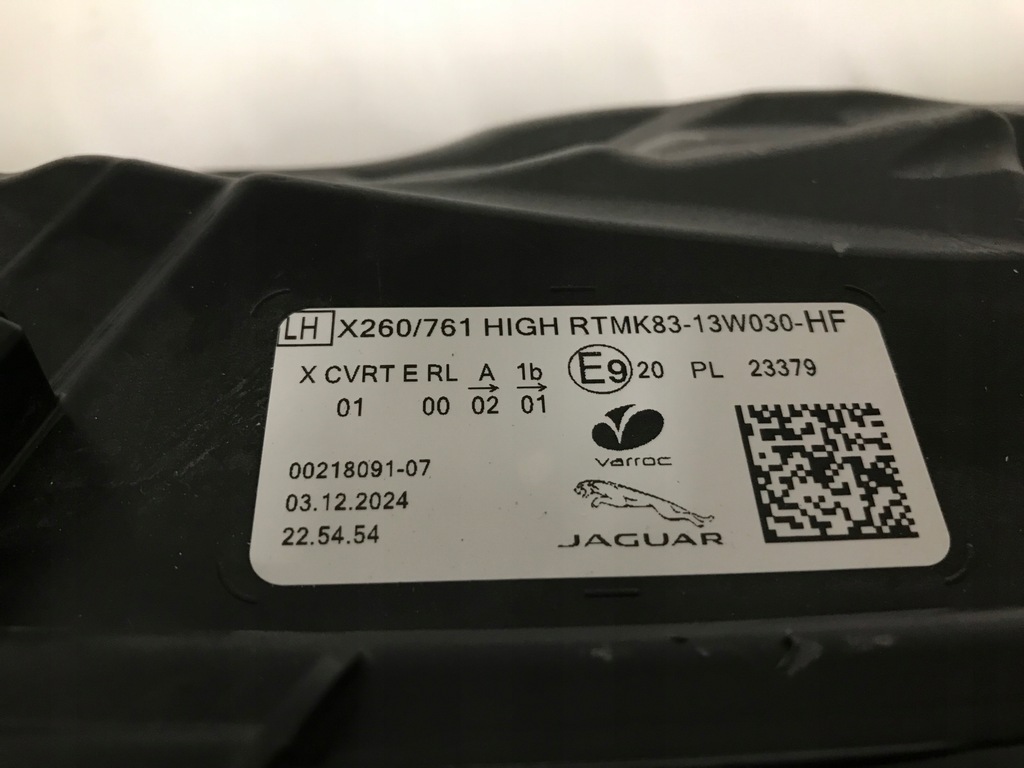 LH X260/761 HIGH RTMK83-13W030-HF
X CVRT E RL A 1b E9 20 PL 23379
01 00 02 01
varroc
00218091-07
03.12.2024
JAGUAR
22.54.54